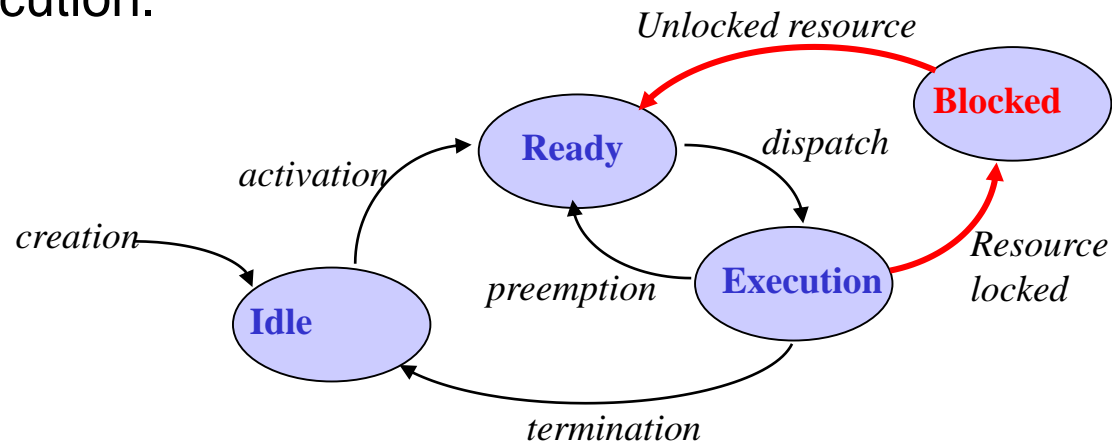 cution.
Unlocked resource
Blocked
Ready
dispatch
activation
creation
Resource
locked
preemption
Execution
Idle
termination